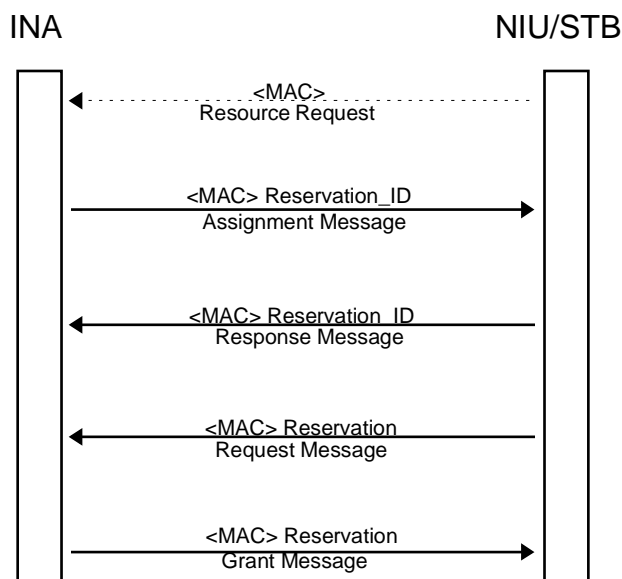 INA NIU/STB
<MAC>
Resource Request
<MAC> Reservation_ID
Assignment Message
<MAC> Reservation_ID
Response Message
<MAC> Reservation
Request Message
<MAC> Reservation
Grant Message